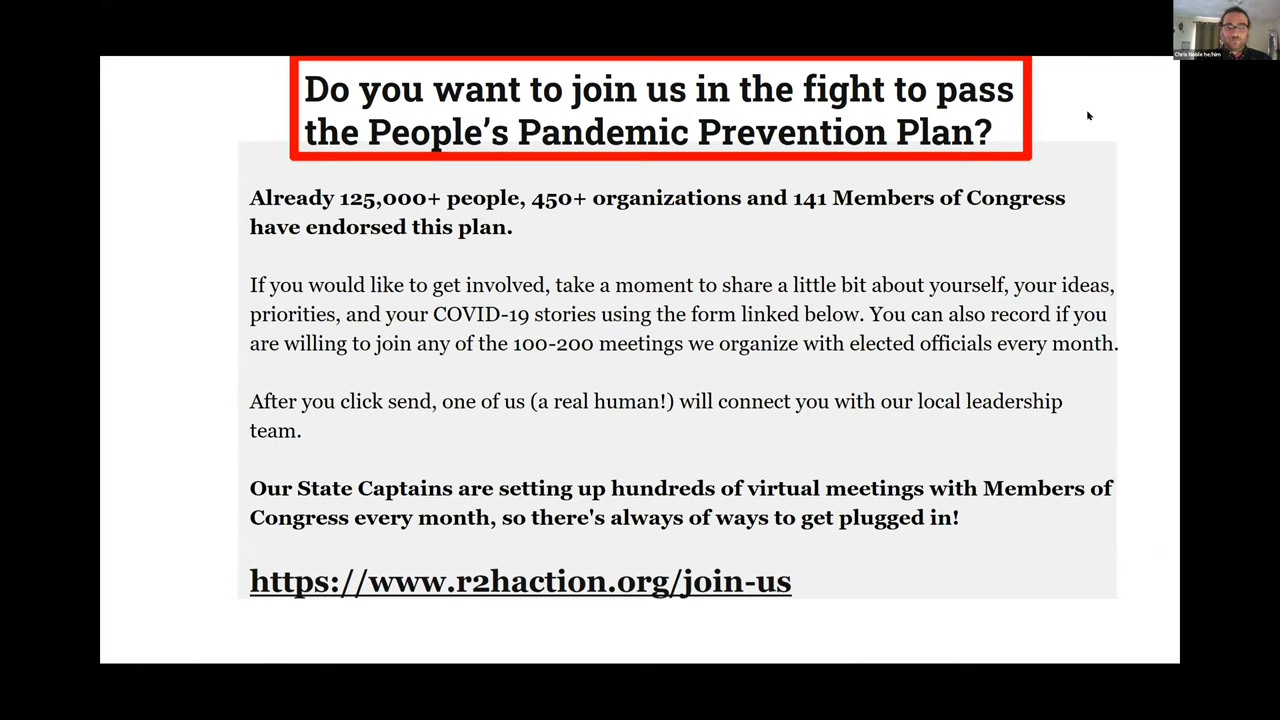 Do you want to join us in the fight to pass
the People's Pandemic Prevention Plan?
Chris Noble he/him
Already 125,000+ people, 450+ organizations and 141 Members of Congress
have endorsed this plan.
If you would like to get involved, take a moment to share a little bit about yourself, your ideas,
priorities, and your COVID-19 stories using the form linked below. You can also record if you
are willing to join any of the 100-200 meetings we organize with elected officials every month.
After you click send, one of us (a real human!) will connect you with our local leadership
team.
Our State Captains are setting up hundreds of virtual meetings with Members of
Congress every month, so there's always of ways to get plugged in!
https://www.r2haction.org/join-us